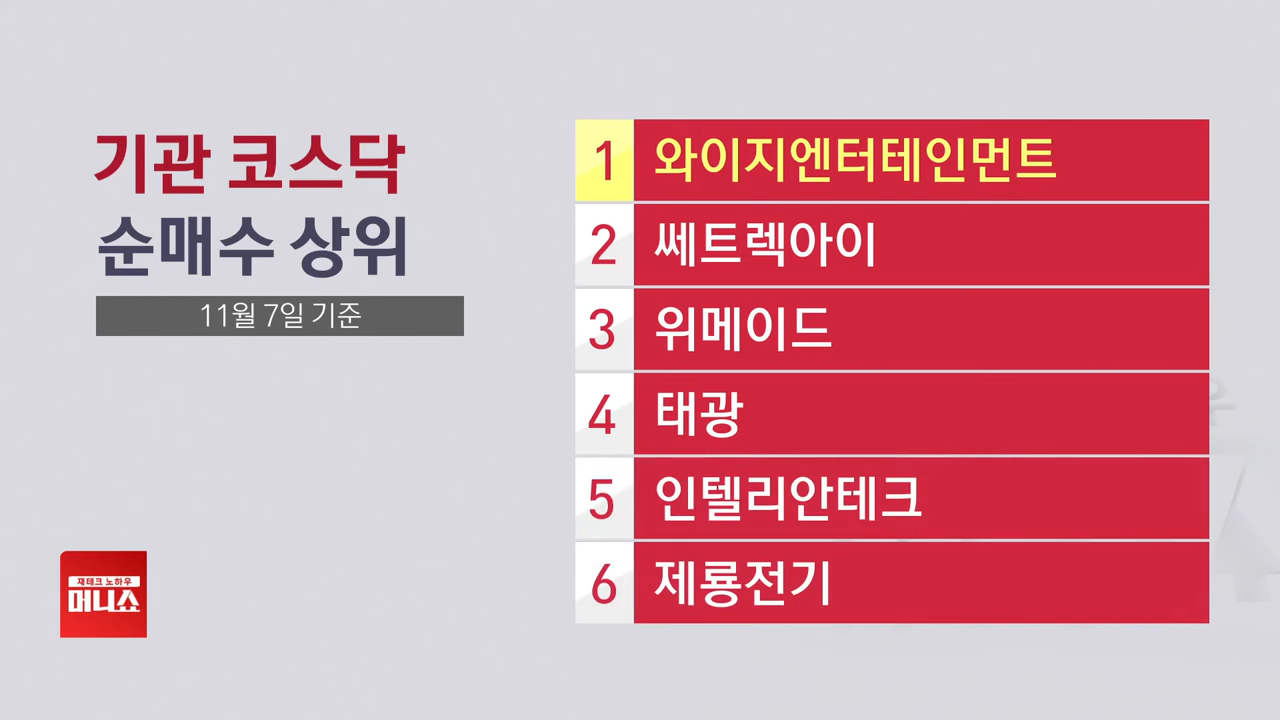 기관 코스닥
순매수 상위
11월 7일 기준
1 와이지엔터테인먼트
2 쎄트렉아이
3 위메이드
4 태광
5 인텔리안테크
6 제룡전기
재테크 노하우
머니쇼